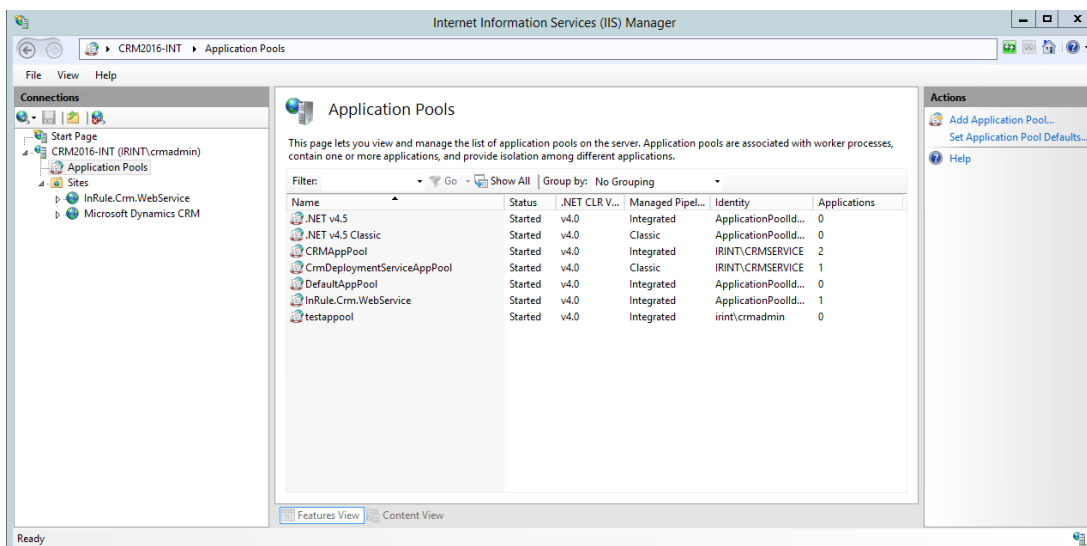 Internet Information Services (IIS) Manager
CRM2016-INT Application Pools
File View Help
Connections
Start Page
CRM2016-INT (IRINT\crmadmin)
Application Pools
Sites
InRule.Crm.WebService
Microsoft Dynamics CRM
Application Pools
This page lets you view and manage the list of application pools on the server. Application pools are associated with worker processes,
contain one or more applications, and provide isolation among different applications.
Filter: Go Show All Group by: No Grouping
Name Status .NET CLR V... Managed Pipel... Identity Applications
.NET v4.5 Started v4.0 Integrated ApplicationPoolId... 0
.NET v4.5 Classic Started v4.0 Classic ApplicationPoolId... 0
CRMAppPool Started v4.0 Integrated IRINT\CRMSERVICE 2
CrmDeploymentServiceAppPool Started v4.0 Classic IRINT\CRMSERVICE 1
DefaultAppPool Started v4.0 Integrated ApplicationPoolId... 0
InRule.Crm.WebService Started v4.0 Integrated ApplicationPoolId... 1
testappool Started v4.0 Integrated irint\crmadmin 0
Features View Content View
Actions
Add Application Pool...
Set Application Pool Defaults...
Help
Ready